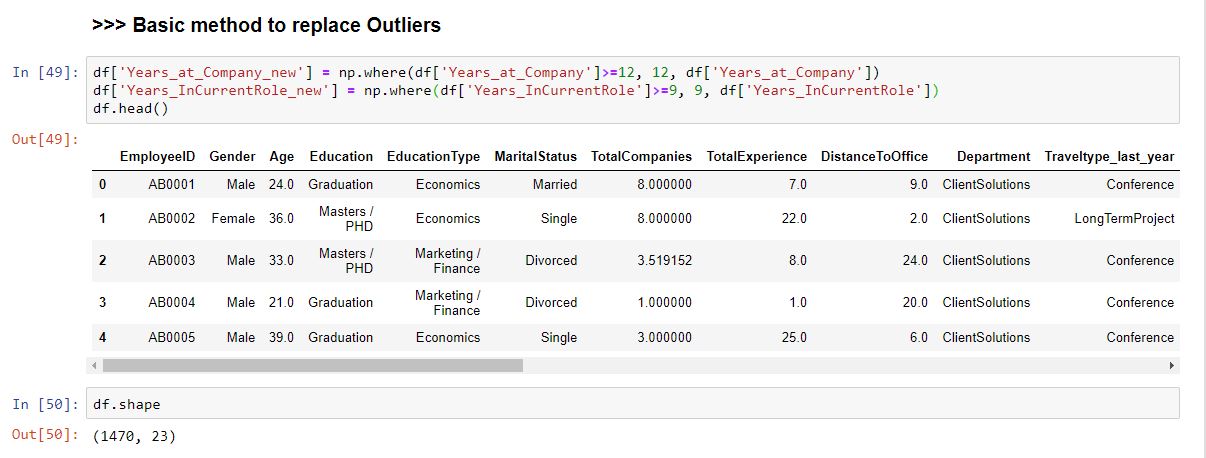 >>> Basic method to replace Outliers
In [49]: df['Years_at_Company_new'] = np.where(df['Years_at_Company']>=12, 12, df['Years_at_Company'])
df['Years_InCurrentRole_new'] = np.where(df['Years_InCurrentRole']>=9, 9, df['Years_InCurrentRole'])
df.head()
Out[49]:
EmployeeID Gender Age Education EducationType MaritalStatus TotalCompanies TotalExperience DistanceToOffice Department Traveltype_last_year
0 AB0001 Male 24.0 Graduation Economics Married 8.000000 7.0 9.0 ClientSolutions Conference
1 AB0002 Female 36.0 Masters / PHD Economics Single 8.000000 22.0 2.0 ClientSolutions LongTermProject
2 AB0003 Male 33.0 Masters / PHD Marketing / Finance Divorced 3.519152 8.0 24.0 ClientSolutions Conference
3 AB0004 Male 21.0 Graduation Marketing / Finance Divorced 1.000000 1.0 20.0 ClientSolutions Conference
4 AB0005 Male 39.0 Graduation Economics Single 3.000000 25.0 6.0 ClientSolutions Conference
In [50]: df.shape
Out[50]: (1470, 23)